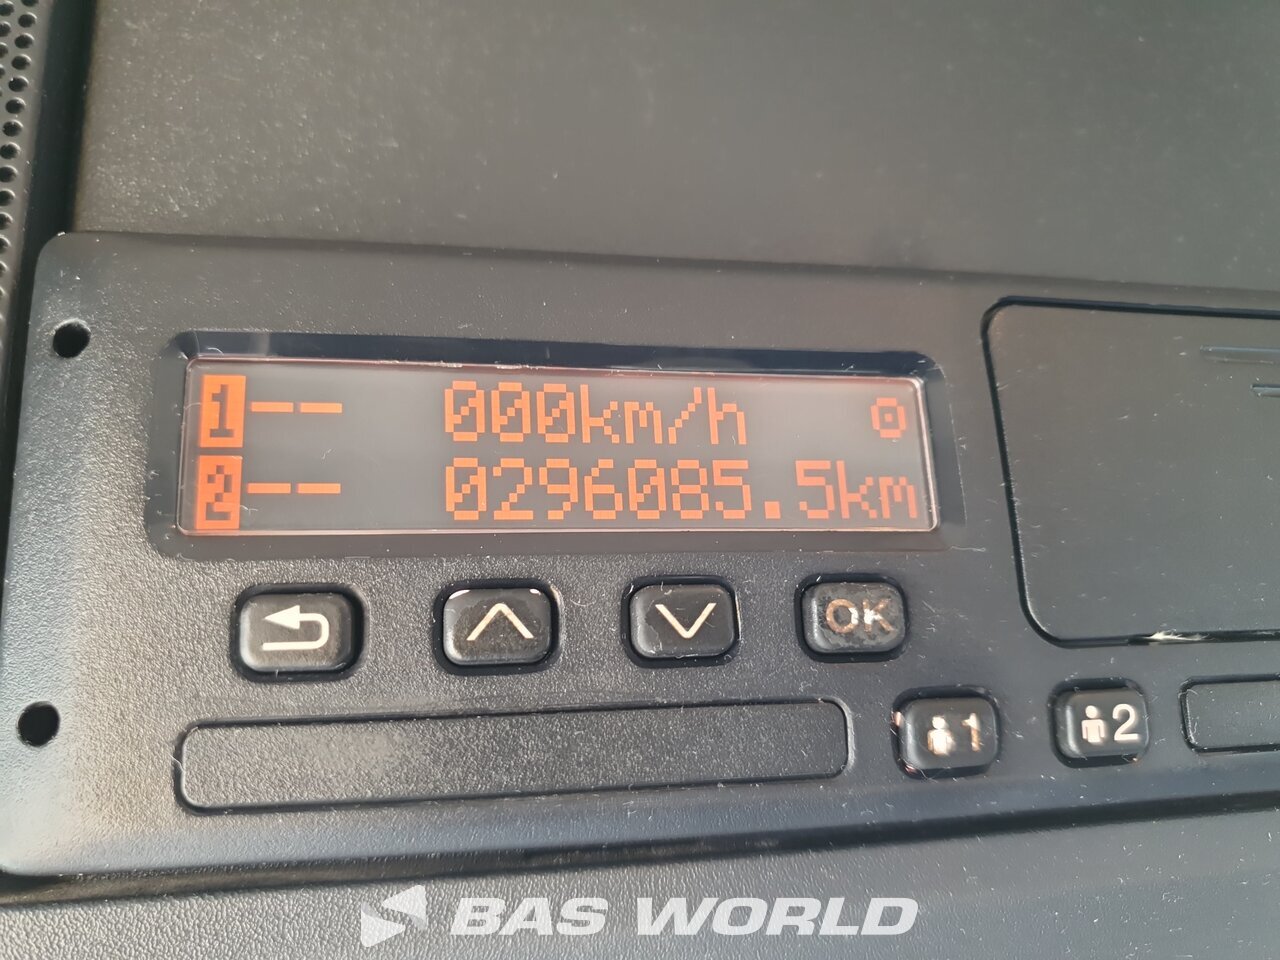 1-- 000km/h
2-- 0296085.5km
OK
1
2
BAS WORLD